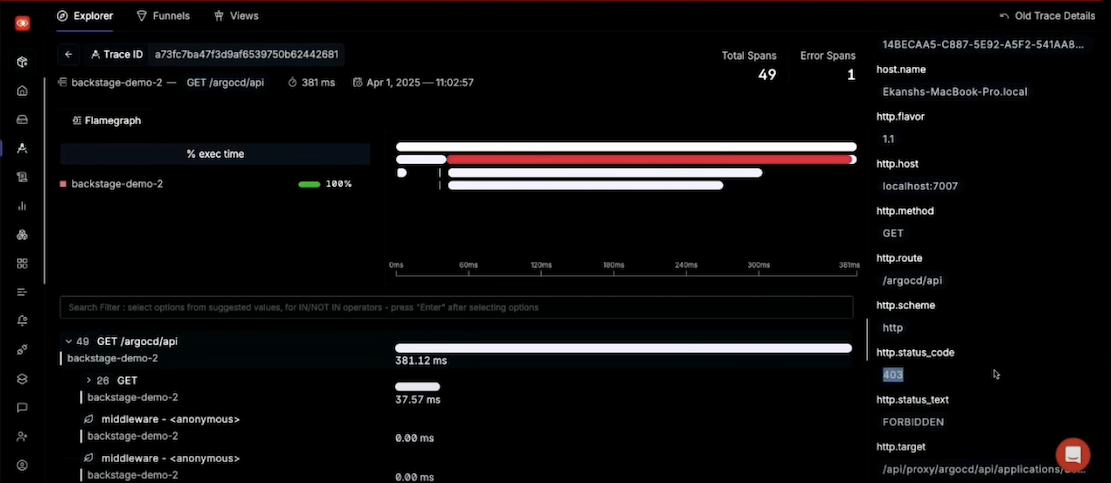 Explorer
Funnels
Views
Old Trace Details
Trace ID a73fc7ba47f3d9af6539750b62442681
Total Spans
49
Error Spans
1
backstage-demo-2 — GET /argocd/api 381 ms Apr 1, 2025 — 11:02:57
Flamegraph
% exec time
backstage-demo-2 100%
0ms 60ms 120ms 180ms 240ms 300ms 381ms
Search Filter : select options from suggested values, for IN/NOT IN operators - press "Enter" after selecting options
49 GET /argocd/api
backstage-demo-2
381.12 ms
26 GET
backstage-demo-2
37.57 ms
middleware - <anonymous>
backstage-demo-2
0.00 ms
middleware - <anonymous>
backstage-demo-2
0.00 ms
14BECAA5-C887-5E92-A5F2-541AA8...
host.name
Ekanshs-MacBook-Pro.local
http.flavor
1.1
http.host
localhost:7007
http.method
GET
http.route
/argocd/api
http.scheme
http
http.status_code
403
http.status_text
FORBIDDEN
http.target
/api/proxy/argocd/api/applications/